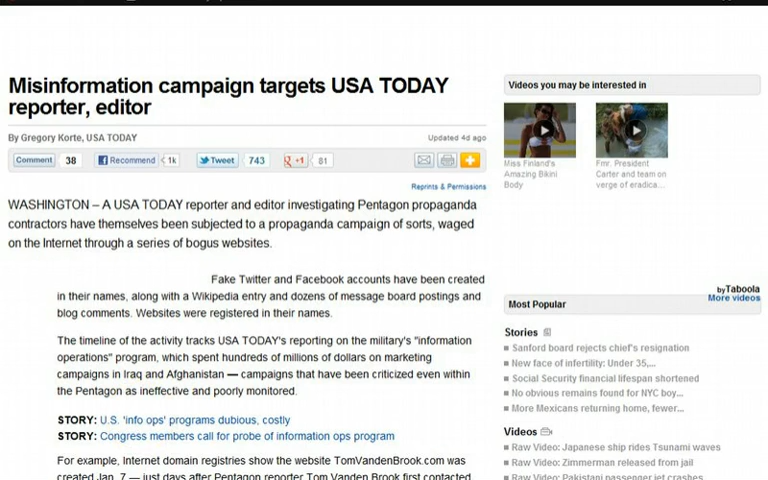 Misinformation campaign targets USA TODAY
reporter, editor
By Gregory Korte, USA TODAY
Updated 4d ago
Comment 38 Recommend 1k Tweet 743 +1 81
Reprints & Permissions
WASHINGTON – A USA TODAY reporter and editor investigating Pentagon propaganda
contractors have themselves been subjected to a propaganda campaign of sorts, waged
on the Internet through a series of bogus websites.
Fake Twitter and Facebook accounts have been created
in their names, along with a Wikipedia entry and dozens of message board postings and
blog comments. Websites were registered in their names.
The timeline of the activity tracks USA TODAY's reporting on the military's "information
operations" program, which spent hundreds of millions of dollars on marketing
campaigns in Iraq and Afghanistan — campaigns that have been criticized even within
the Pentagon as ineffective and poorly monitored.
STORY: U.S. 'info ops' programs dubious, costly
STORY: Congress members call for probe of information ops program
For example, Internet domain registries show the website TomVandenBrook.com was
created Jan. 7 — just days after Pentagon reporter Tom Vanden Brook first contacted
Videos you may be interested in
Miss Finland's
Amazing Bikini
Body
Fmr. President
Carter and team on
verge of eradica...
by Taboola
More videos
Most Popular
Stories
Sanford board rejects chief's resignation
New face of infertility: Under 35,...
Social Security financial lifespan shortened
No obvious remains found for NYC boy...
More Mexicans returning home, fewer...
Videos
Raw Video: Japanese ship rides Tsunami waves
Raw Video: Zimmerman released from jail
Raw Video: Pakistani passenger jet crashes